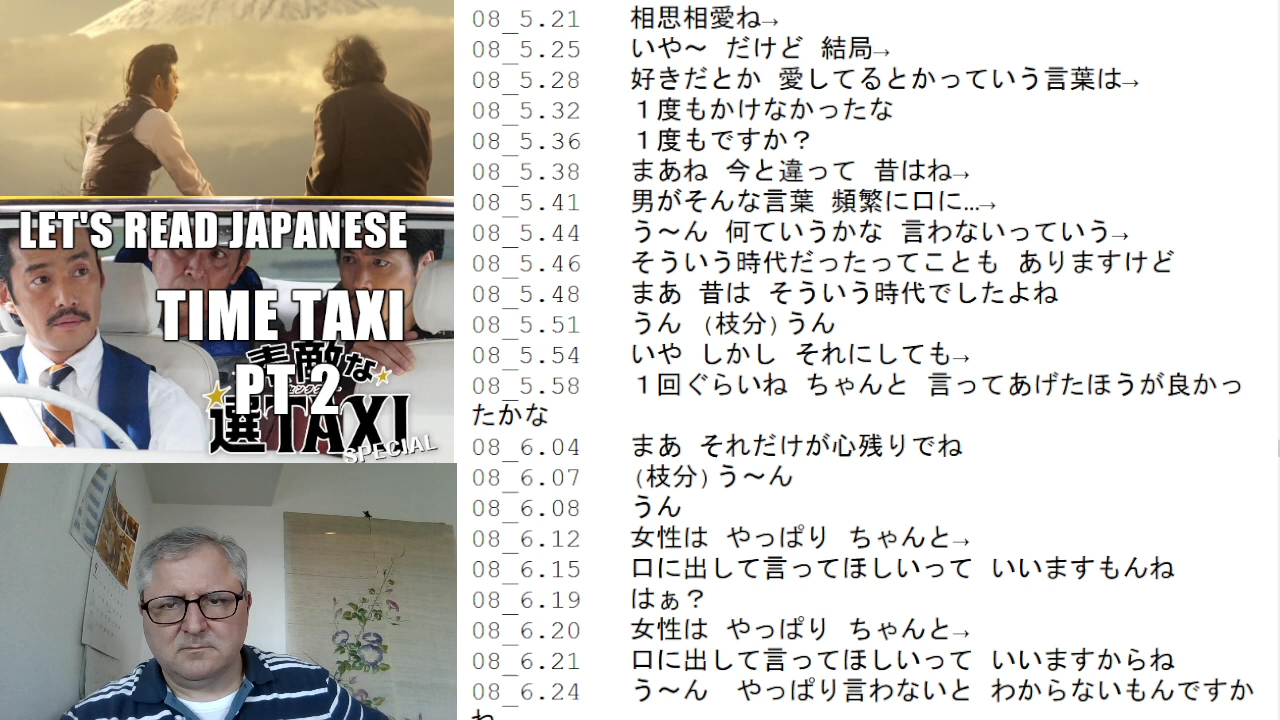 LET'S READ JAPANESE
TIME TAXI
PT 2
素敵な
選TAXI
SPECIAL
08_5.21 相思相愛ね→
08_5.25 いや～ だけど 結局→
08_5.28 好きだとか 愛してるとかっていう言葉は→
08_5.32 １度もかけなかったな
08_5.36 １度もですか？
08_5.38 まあね 今と違って 昔はね→
08_5.41 男がそんな言葉 頻繁に口に…→
08_5.44 う～ん 何ていうかな 言わないっていう→
08_5.46 そういう時代だったってことも ありますけど
08_5.48 まあ 昔は そういう時代でしたよね
08_5.51 うん (枝分)うん
08_5.54 いや しかし それにしても→
08_5.58 １回ぐらいね ちゃんと 言ってあげたほうが良かっ
たかな
08_6.04 まあ それだけが心残りでね
08_6.07 (枝分)う～ん
08_6.08 うん
08_6.12 女性は やっぱり ちゃんと→
08_6.15 口に出して言ってほしいって いいますもんね
08_6.19 はぁ？
08_6.20 女性は やっぱり ちゃんと→
08_6.21 口に出して言ってほしいって いいますからね
08_6.24 う～ん やっぱり言わないと わからないもんですか
ね